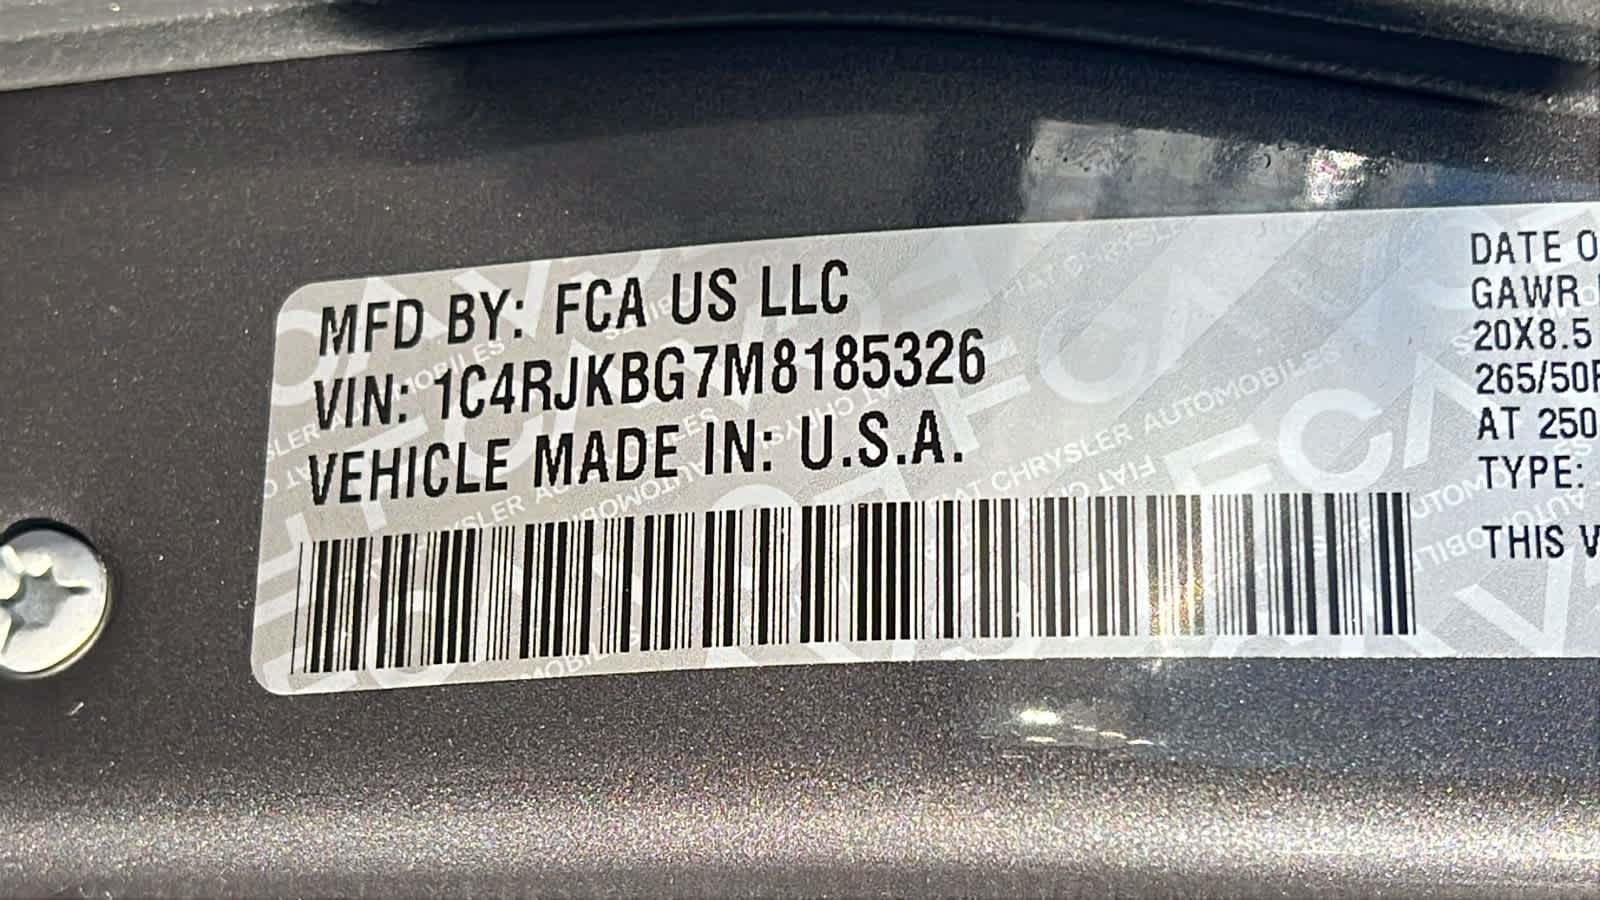 MFD BY: FCA US LLC
VIN: 1C4RJKBG7M8185326
VEHICLE MADE IN: U.S.A.
DATE O
GAWR
20X8.5
265/50R
AT 250
TYPE:
THIS V